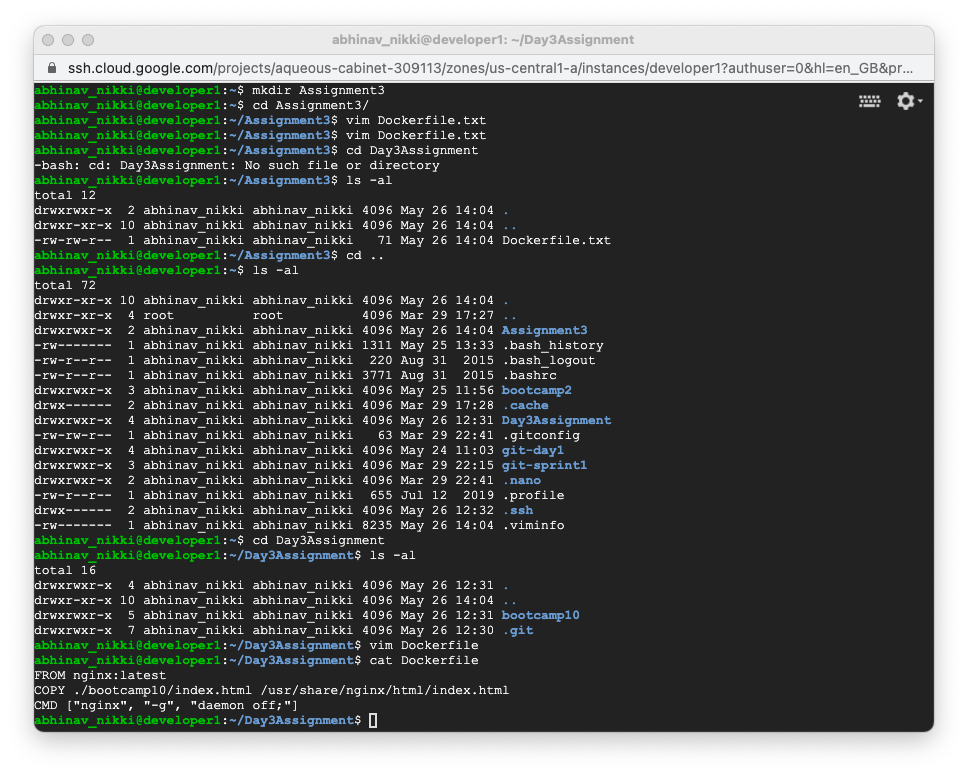 abhinav_nikki@developer1: ~/Day3Assignment
ssh.cloud.google.com/projects/aqueous-cabinet-309113/zones/us-central1-a/instances/developer1?authuser=0&hl=en_GB&pr...
abhinav_nikki@developer1:~$ mkdir Assignment3
abhinav_nikki@developer1:~$ cd Assignment3/
abhinav_nikki@developer1:~/Assignment3$ vim Dockerfile.txt
abhinav_nikki@developer1:~/Assignment3$ vim Dockerfile.txt
abhinav_nikki@developer1:~/Assignment3$ cd Day3Assignment
-bash: cd: Day3Assignment: No such file or directory
abhinav_nikki@developer1:~/Assignment3$ ls -al
total 12
drwxrwxr-x  2 abhinav_nikki abhinav_nikki 4096 May 26 14:04 .
drwxr-xr-x 10 abhinav_nikki abhinav_nikki 4096 May 26 14:04 ..
-rw-rw-r--  1 abhinav_nikki abhinav_nikki   71 May 26 14:04 Dockerfile.txt
abhinav_nikki@developer1:~/Assignment3$ cd ..
abhinav_nikki@developer1:~$ ls -al
total 72
drwxr-xr-x 10 abhinav_nikki abhinav_nikki 4096 May 26 14:04 .
drwxr-xr-x  4 root          root          4096 Mar 29 17:27 ..
drwxrwxr-x  2 abhinav_nikki abhinav_nikki 4096 May 26 14:04 Assignment3
-rw-------  1 abhinav_nikki abhinav_nikki 1311 May 25 13:33 .bash_history
-rw-r--r--  1 abhinav_nikki abhinav_nikki  220 Aug 31  2015 .bash_logout
-rw-r--r--  1 abhinav_nikki abhinav_nikki 3771 Aug 31  2015 .bashrc
drwxrwxr-x  3 abhinav_nikki abhinav_nikki 4096 May 25 11:56 bootcamp2
drwx------  2 abhinav_nikki abhinav_nikki 4096 Mar 29 17:28 .cache
drwxrwxr-x  4 abhinav_nikki abhinav_nikki 4096 May 26 12:31 Day3Assignment
-rw-rw-r--  1 abhinav_nikki abhinav_nikki   63 Mar 29 22:41 .gitconfig
drwxrwxr-x  4 abhinav_nikki abhinav_nikki 4096 May 24 11:03 git-day1
drwxrwxr-x  3 abhinav_nikki abhinav_nikki 4096 Mar 29 22:15 git-sprint1
drwxrwxr-x  2 abhinav_nikki abhinav_nikki 4096 Mar 29 22:41 .nano
-rw-r--r--  1 abhinav_nikki abhinav_nikki  655 Jul 12  2019 .profile
drwx------  2 abhinav_nikki abhinav_nikki 4096 May 26 12:32 .ssh
-rw-------  1 abhinav_nikki abhinav_nikki 8235 May 26 14:04 .viminfo
abhinav_nikki@developer1:~$ cd Day3Assignment
abhinav_nikki@developer1:~/Day3Assignment$ ls -al
total 16
drwxrwxr-x  4 abhinav_nikki abhinav_nikki 4096 May 26 12:31 .
drwxr-xr-x 10 abhinav_nikki abhinav_nikki 4096 May 26 14:04 ..
drwxrwxr-x  5 abhinav_nikki abhinav_nikki 4096 May 26 12:31 bootcamp10
drwxrwxr-x  7 abhinav_nikki abhinav_nikki 4096 May 26 12:30 .git
abhinav_nikki@developer1:~/Day3Assignment$ vim Dockerfile
abhinav_nikki@developer1:~/Day3Assignment$ cat Dockerfile
FROM nginx:latest
COPY ./bootcamp10/index.html /usr/share/nginx/html/index.html
CMD ["nginx", "-g", "daemon off;"]
abhinav_nikki@developer1:~/Day3Assignment$